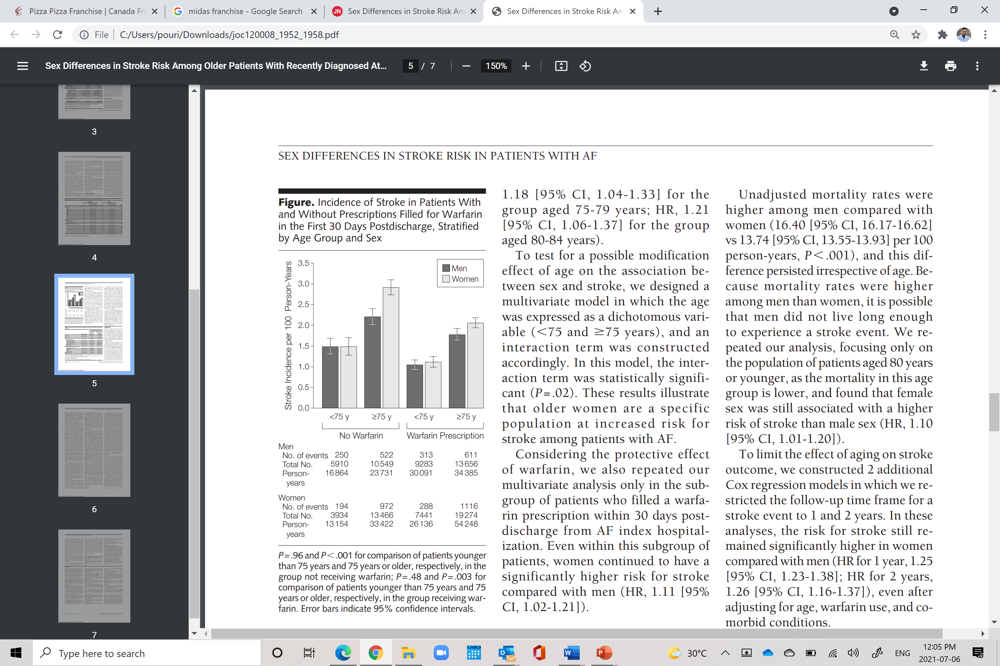 Pizza Pizza Franchise | Canada Fra
midas franchise - Google Search
JN Sex Differences in Stroke Risk Am
Sex Differences in Stroke Risk Am
File C:/Users/pouri/Downloads/joc120008_1952_1958.pdf
Sex Differences in Stroke Risk Among Older Patients With Recently Diagnosed At...
5 / 7
150%
3
4
5
6
7
SEX DIFFERENCES IN STROKE RISK IN PATIENTS WITH AF
Figure. Incidence of Stroke in Patients With
and Without Prescriptions Filled for Warfarin
in the First 30 Days Postdischarge, Stratified
by Age Group and Sex
Stroke Incidence per 100 Person-Years
3.5
3.0
2.5
2.0
1.5
1.0
0.5
0.0
Men
Women
<75 y ≥75 y <75 y ≥75 y
No Warfarin Warfarin Prescription
Men
No. of events 250 522 313 611
Total No. 5910 10 549 9283 13 656
Person- 16 864 23 731 30 091 34 385
years
Women
No. of events 194 972 288 1116
Total No. 3934 13 466 7441 19 274
Person- 13 154 33 422 26 136 54 248
years
P=.96 and P<.001 for comparison of patients younger
than 75 years and 75 years or older, respectively, in the
group not receiving warfarin; P=.48 and P=.003 for
comparison of patients younger than 75 years and 75
years or older, respectively, in the group receiving war-
farin. Error bars indicate 95% confidence intervals.
1.18 [95% CI, 1.04-1.33] for the
group aged 75-79 years; HR, 1.21
[95% CI, 1.06-1.37] for the group
aged 80-84 years).
To test for a possible modification
effect of age on the association be-
tween sex and stroke, we designed a
multivariate model in which the age
was expressed as a dichotomous vari-
able (<75 and ≥75 years), and an
interaction term was constructed
accordingly. In this model, the inter-
action term was statistically signifi-
cant (P=.02). These results illustrate
that older women are a specific
population at increased risk for
stroke among patients with AF.
Considering the protective effect
of warfarin, we also repeated our
multivariate analysis only in the sub-
group of patients who filled a warfa-
rin prescription within 30 days post-
discharge from AF index hospital-
ization. Even within this subgroup of
patients, women continued to have a
significantly higher risk for stroke
compared with men (HR, 1.11 [95%
CI, 1.02-1.21]).
Unadjusted mortality rates were
higher among men compared with
women (16.40 [95% CI, 16.17-16.62]
vs 13.74 [95% CI, 13.55-13.93] per 100
person-years, P<.001), and this dif-
ference persisted irrespective of age. Be-
cause mortality rates were higher
among men than women, it is possible
that men did not live long enough
to experience a stroke event. We re-
peated our analysis, focusing only on
the population of patients aged 80 years
or younger, as the mortality in this age
group is lower, and found that female
sex was still associated with a higher
risk of stroke than male sex (HR, 1.10
[95% CI, 1.01-1.20]).
To limit the effect of aging on stroke
outcome, we constructed 2 additional
Cox regression models in which we re-
stricted the follow-up time frame for a
stroke event to 1 and 2 years. In these
analyses, the risk for stroke still re-
mained significantly higher in women
compared with men (HR for 1 year, 1.25
[95% CI, 1.23-1.38]; HR for 2 years,
1.26 [95% CI, 1.16-1.37]), even after
adjusting for age, warfarin use, and co-
morbid conditions.
Type here to search
30°C
ENG
12:05 PM
2021-07-06